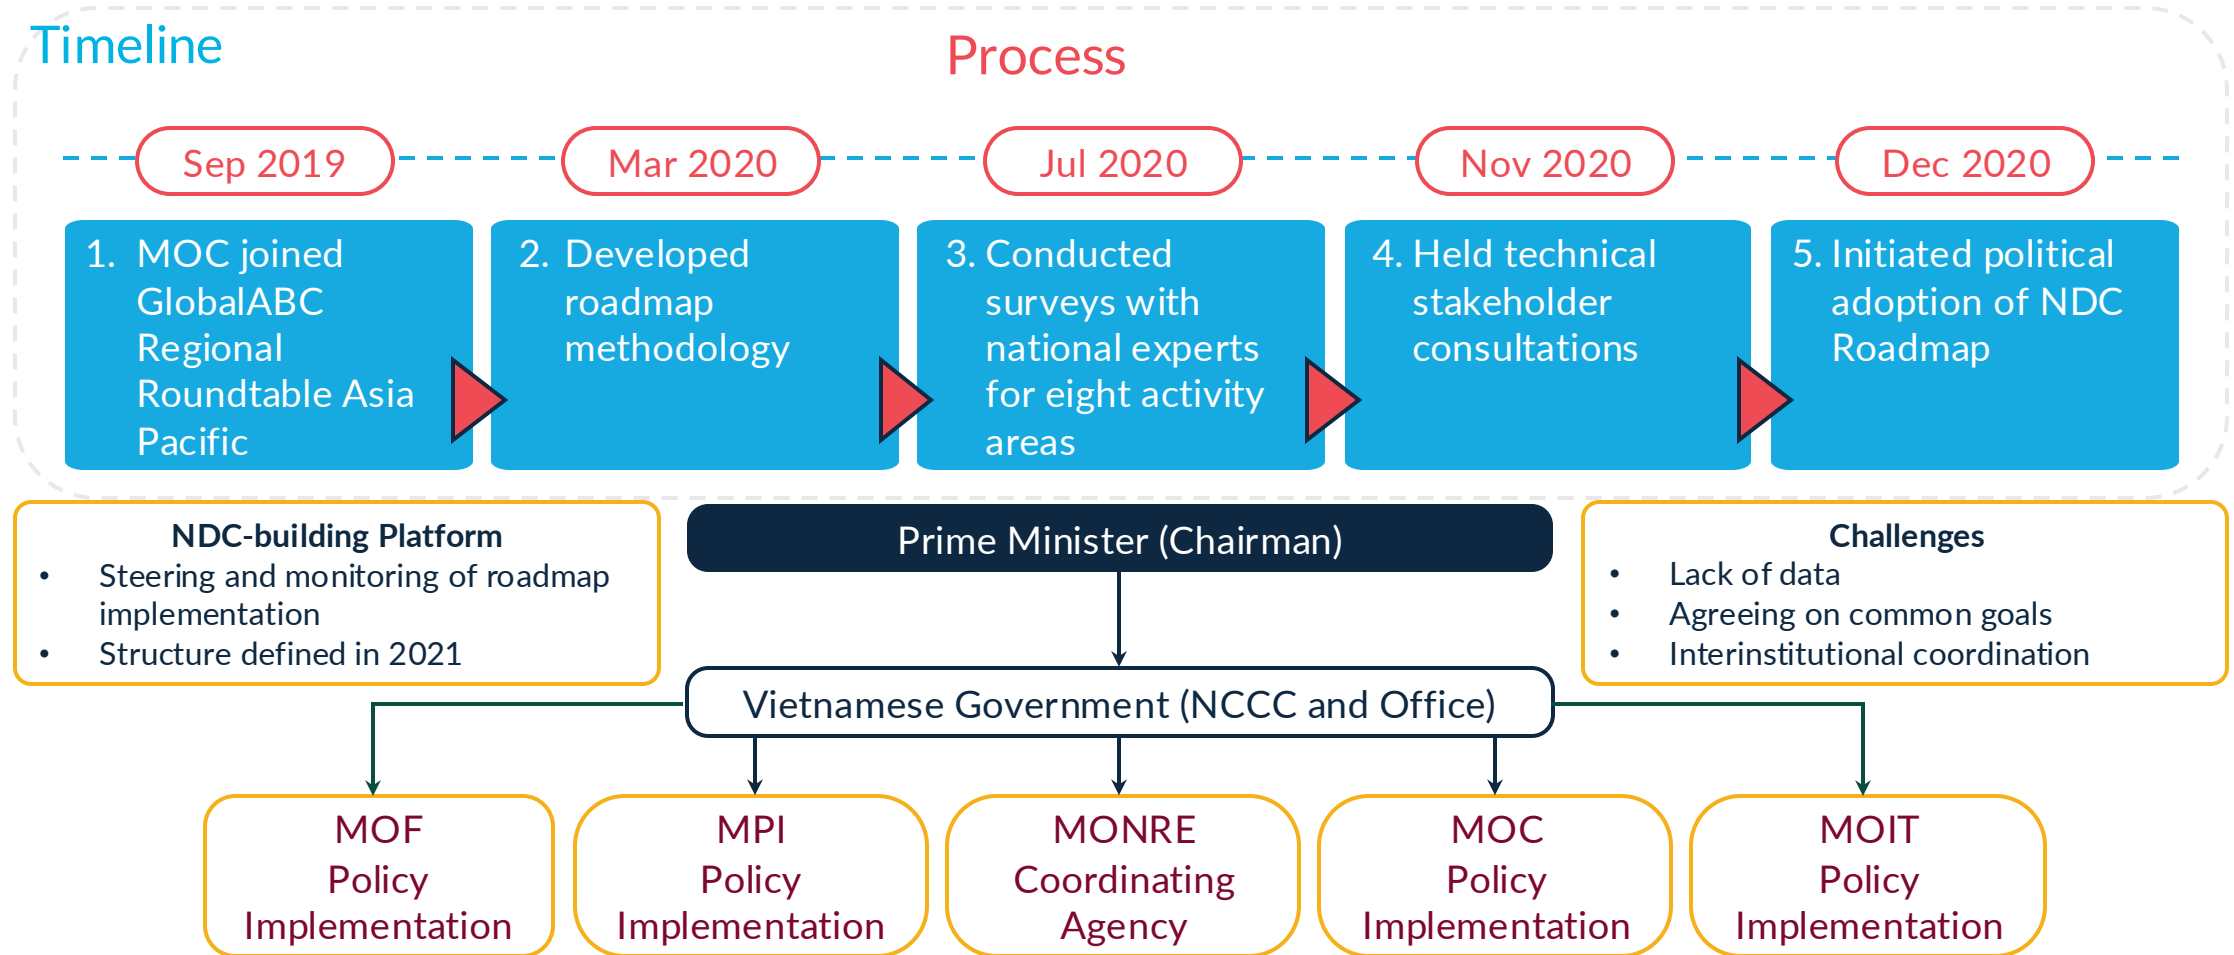 Timeline
Process
Sep 2019
Mar 2020
Jul 2020
Nov 2020
Dec 2020
1. MOC joined
GlobalABC
Regional
Roundtable Asia
Pacific
2. Developed
roadmap
methodology
3. Conducted
surveys with
national experts
for eight activity
areas
4. Held technical
stakeholder
consultations
5. Initiated political
adoption of NDC
Roadmap
NDC-building Platform
• Steering and monitoring of roadmap
implementation
• Structure defined in 2021
Prime Minister (Chairman)
Challenges
• Lack of data
• Agreeing on common goals
• Interinstitutional coordination
Vietnamese Government (NCCC and Office)
MOF
Policy
Implementation
MPI
Policy
Implementation
MONRE
Coordinating
Agency
MOC
Policy
Implementation
MOIT
Policy
Implementation